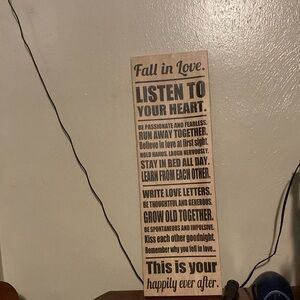 Fall in Love.
LISTEN TO
YOUR HEART.
BE PASSIONATE AND FEARLESS.
RUN AWAY TOGETHER.
Believe in love at first sight.
HOLD HANDS. LAUGH NERVOUSLY.
STAY IN BED ALL DAY.
LEARN FROM EACH OTHER.
WRITE LOVE LETTERS.
BE THOUGHTFUL AND GENEROUS.
GROW OLD TOGETHER.
BE SPONTANEOUS AND IMPULSIVE.
Kiss each other goodnight.
Remember why you fell in love...
This is your
happily ever after.